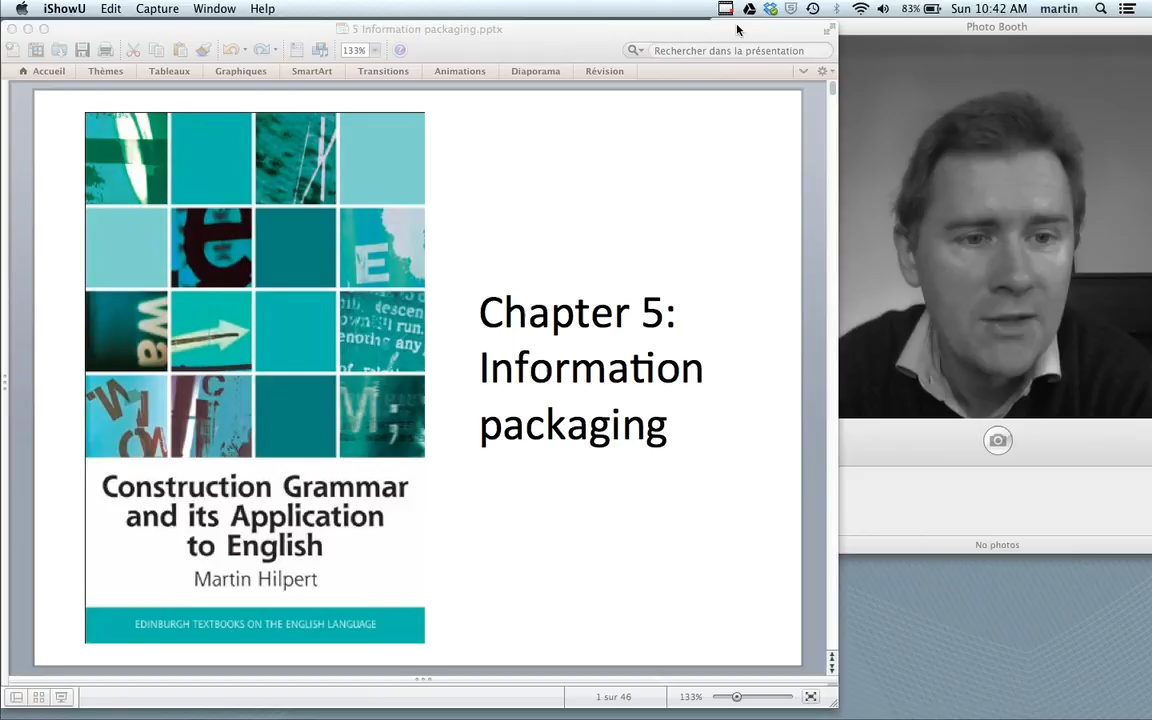 iShowU Edit Capture Window Help 83% Sun 10:42 AM martin
5 Information packaging.pptx
Photo Booth
133% Rechercher dans la présentation
Accueil Thèmes Tableaux Graphiques SmartArt Transitions Animations Diaporama Révision
Chapter 5:
Information
packaging
Construction Grammar
and its Application
to English
Martin Hilpert
EDINBURGH TEXTBOOKS ON THE ENGLISH LANGUAGE
No photos
1 sur 46 133%